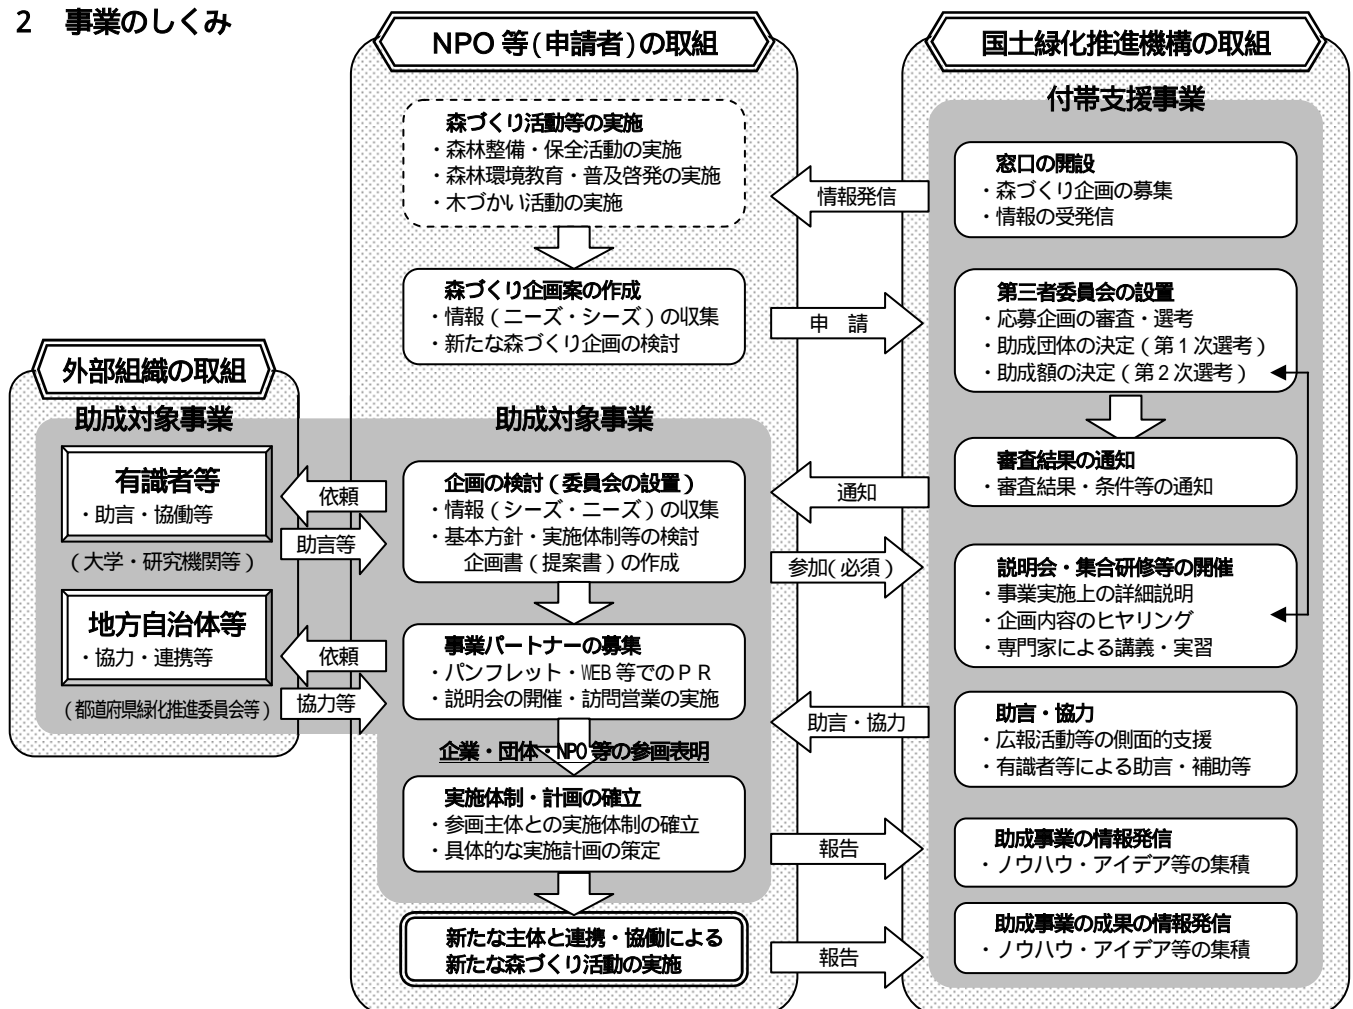 2 事業のしくみ
NPO 等(申請者)の取組
森づくり活動等の実施
・森林整備・保全活動の実施
・森林環境教育・普及啓発の実施
・木づかい活動の実施
森づくり企画案の作成
・情報(ニーズ・シーズ)の収集
・新たな森づくり企画の検討
国土緑化推進機構の取組
付帯支援事業
窓口の開設
・森づくり企画の募集
・情報の受発信
情報発信
申 請
第三者委員会の設置
・応募企画の審査・選考
・助成団体の決定(第1次選考)
・助成額の決定(第2次選考)
外部組織の取組
助成対象事業
有識者等
・助言・協働等
(大学・研究機関等)
地方自治体等
・協力・連携等
(都道府県緑化推進委員会等)
依頼
助言等
依頼
協力等
助成対象事業
企画の検討(委員会の設置)
・情報(シーズ・ニーズ)の収集
・基本方針・実施体制等の検討
企画書(提案書)の作成
事業パートナーの募集
・パンフレット・WEB 等でのPR
・説明会の開催・訪問営業の実施
企業・団体・NPO 等の参画表明
実施体制・計画の確立
・参画主体との実施体制の確立
・具体的な実施計画の策定
新たな主体と連携・協働による
新たな森づくり活動の実施
通知
参加(必須)
助言・協力
報告
報告
審査結果の通知
・審査結果・条件等の通知
説明会・集合研修等の開催
・事業実施上の詳細説明
・企画内容のヒヤリング
・専門家による講義・実習
助言・協力
・広報活動等の側面的支援
・有識者等による助言・補助等
助成事業の情報発信
・ノウハウ・アイデア等の集積
助成事業の成果の情報発信
・ノウハウ・アイデア等の集積